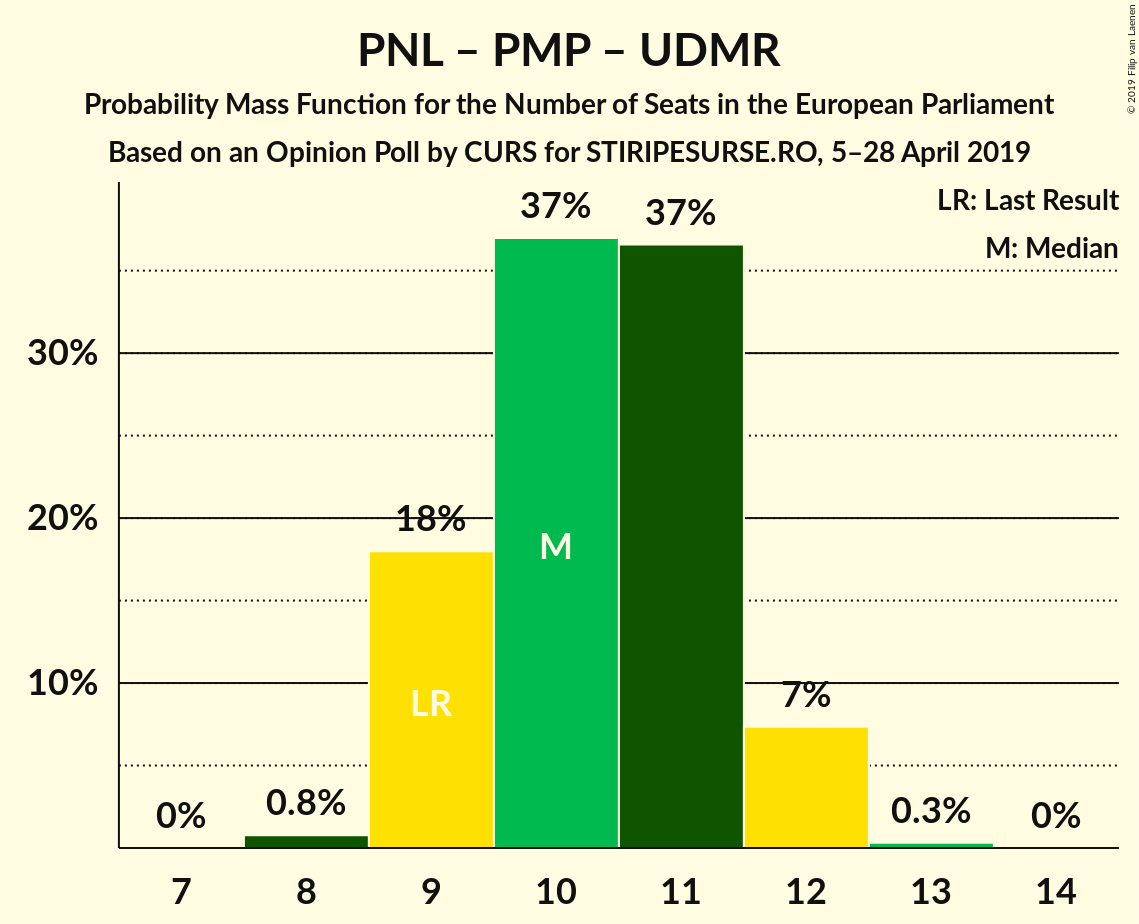 PNL – PMP – UDMR
Probability Mass Function for the Number of Seats in the European Parliament
Based on an Opinion Poll by CURS for STIRIPESURSE.RO, 5–28 April 2019
© 2019 Filip van Laenen
LR: Last Result
M: Median
37%
37%
30%
20%
18%
M
10%
LR
7%
0%
0.8%
0.3%
0%
7 8 9 10 11 12 13 14